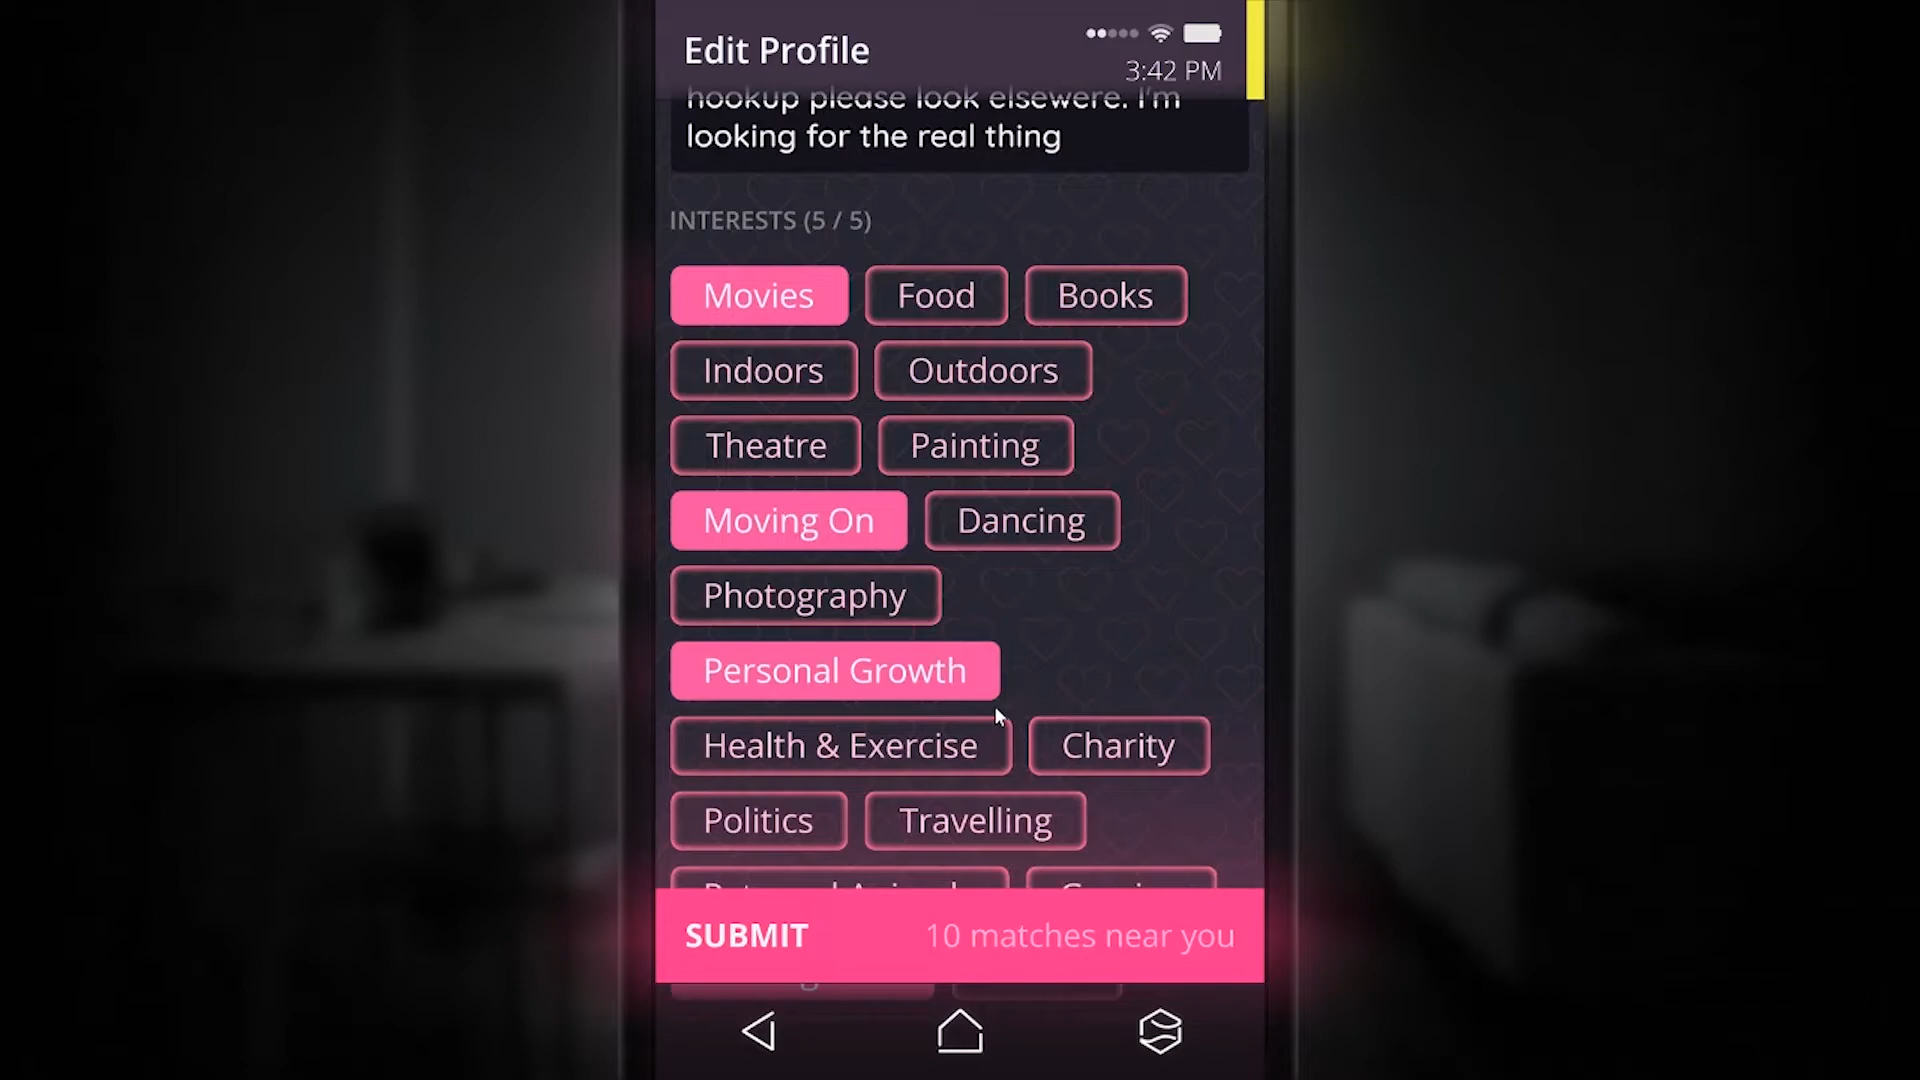 Edit Profile
3:42 PM
hookup please look elsewere. I'm
looking for the real thing
INTERESTS (5 / 5)
Movies Food Books
Indoors Outdoors
Theatre Painting
Moving On Dancing
Photography
Personal Growth
Health & Exercise Charity
Politics Travelling
SUBMIT 10 matches near you